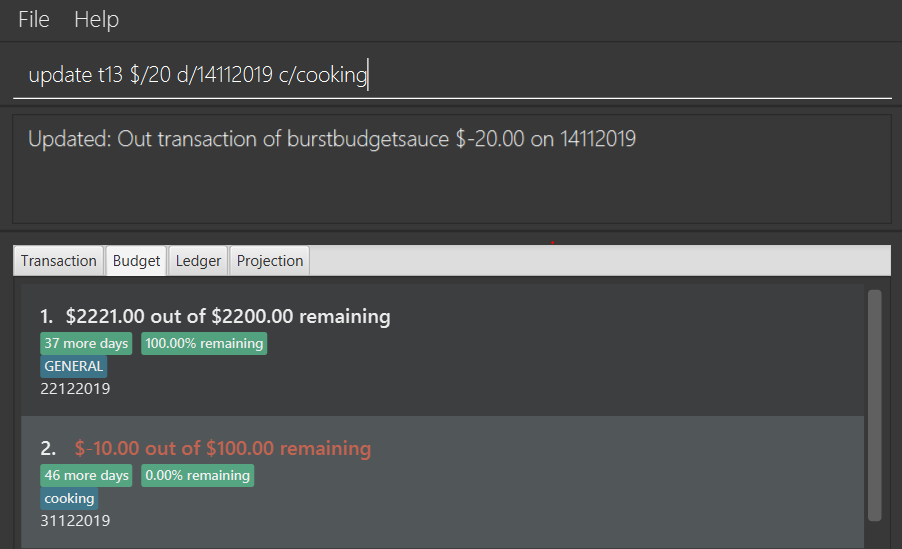 File Help
update t13 $/20 d/14112019 c/cooking
Updated: Out transaction of burstbudgetsauce $-20.00 on 14112019
Transaction Budget Ledger Projection
1. $2221.00 out of $2200.00 remaining
37 more days 100.00% remaining
GENERAL
22122019
2. $-10.00 out of $100.00 remaining
46 more days 0.00% remaining
cooking
31122019